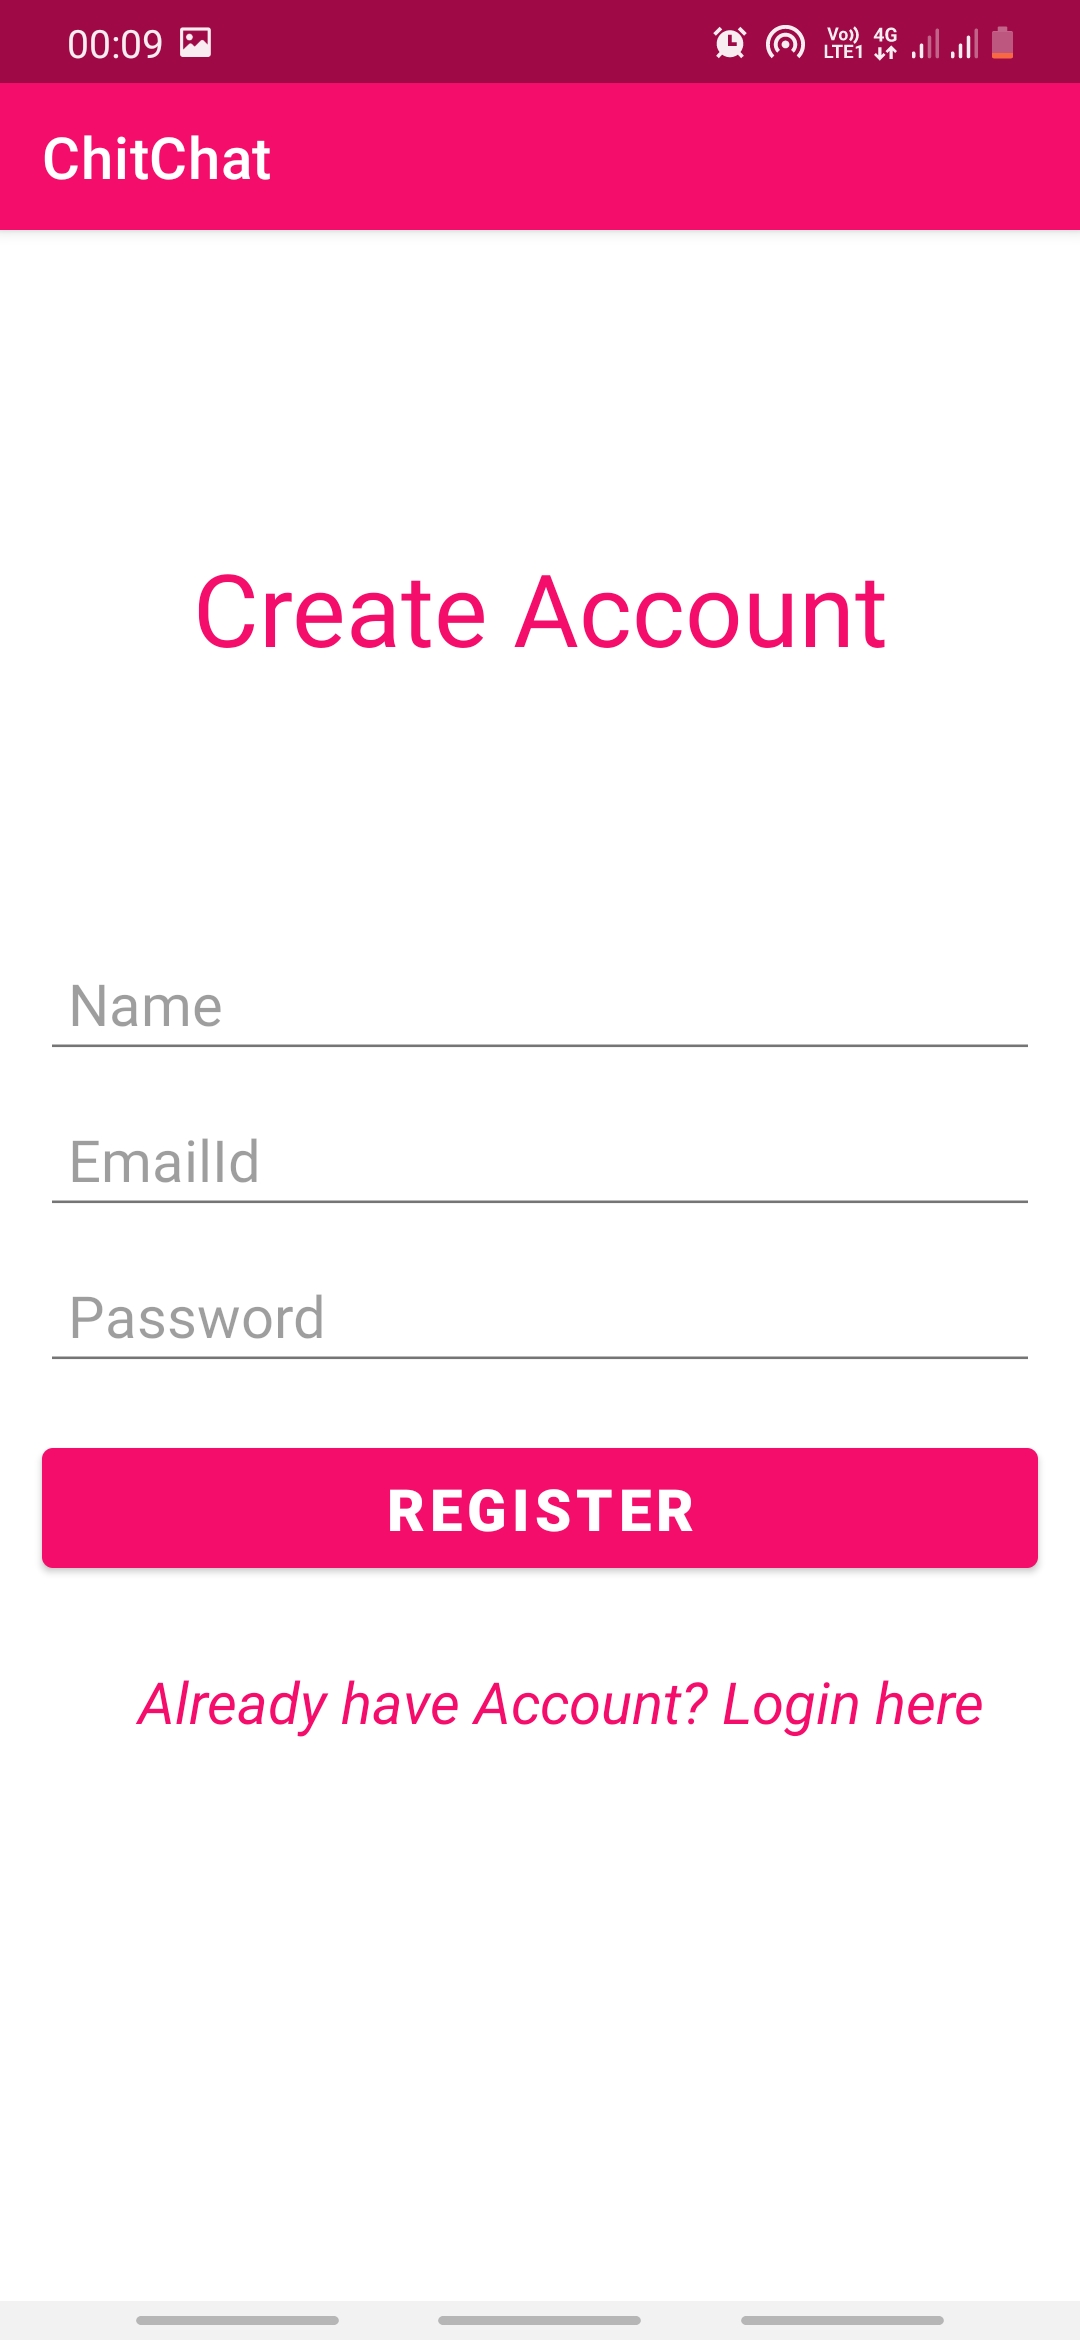 00:09 Vo)) LTE1 4G
ChitChat
Create Account
Name
EmailId
Password
REGISTER
Already have Account? Login here